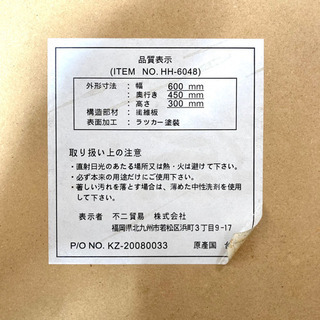 品質表示
(ITEM NO. HH-6048)
外形寸法 : 幅 600 mm
: 奥行き 450 mm
: 高さ 300 mm
構造部材 : 繊維板
表面加工 : ラッカー塗装
取り扱い上の注意
・直射日光のあたる場所又は熱・火は避けて下さい。
・必ず本来の用途だけにご使用下さい。
・著しい汚れを落とす場合は、薄めた中性洗剤を使用
して下さい。
表示者 不二貿易 株式会社
福岡県北九州市若松区浜町3丁目9-17
P/O NO. KZ-20080033 原産国